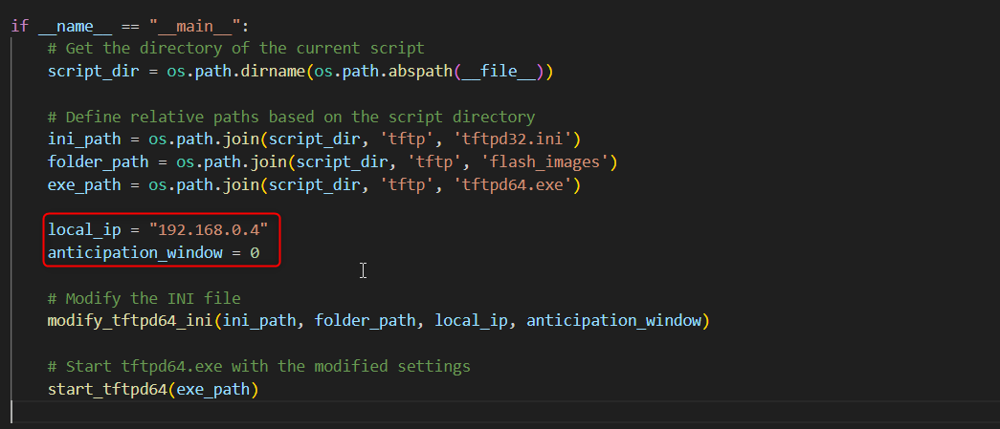 if __name__ == "__main__":
    # Get the directory of the current script
    script_dir = os.path.dirname(os.path.abspath(__file__))
    # Define relative paths based on the script directory
    ini_path = os.path.join(script_dir, 'tftp', 'tftpd32.ini')
    folder_path = os.path.join(script_dir, 'tftp', 'flash_images')
    exe_path = os.path.join(script_dir, 'tftp', 'tftpd64.exe')
    local_ip = "192.168.0.4"
    anticipation_window = 0
    # Modify the INI file
    modify_tftpd64_ini(ini_path, folder_path, local_ip, anticipation_window)
    # Start tftpd64.exe with the modified settings
    start_tftpd64(exe_path)